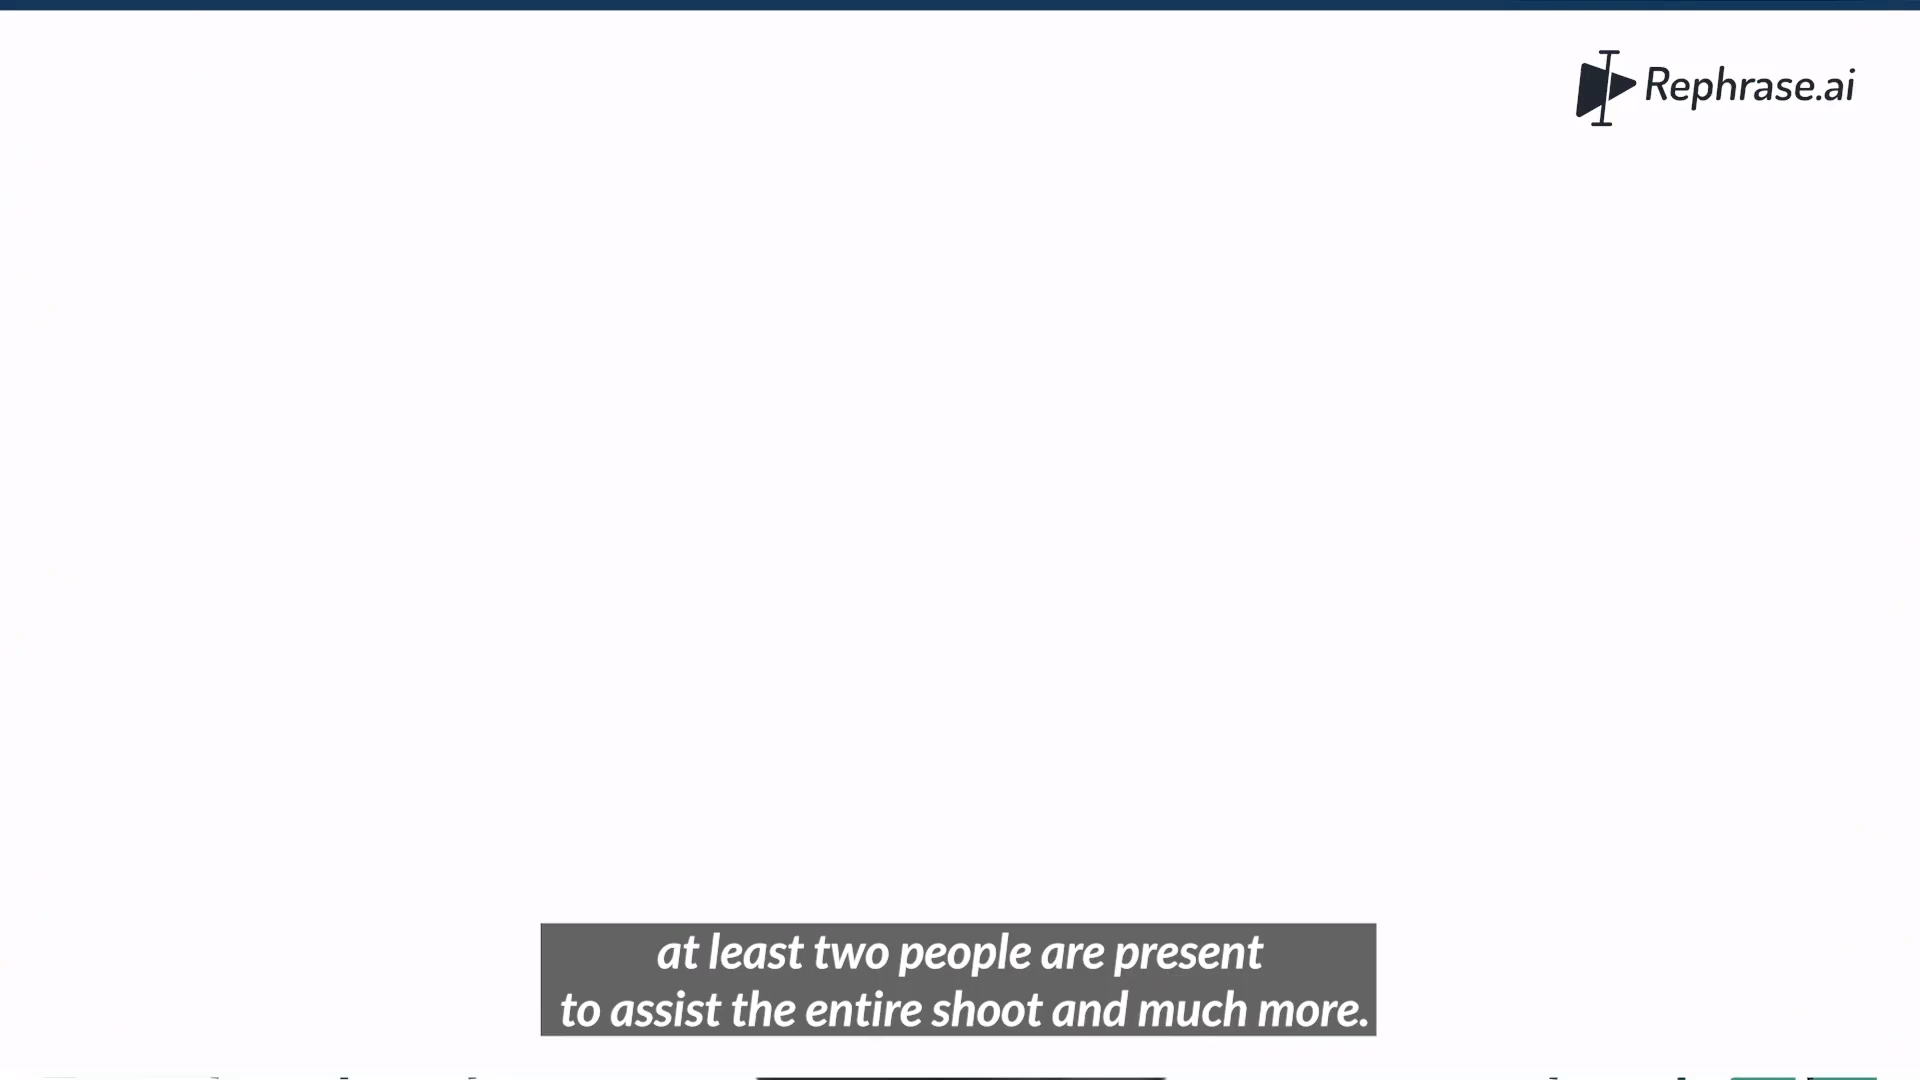 Rephrase.ai
at least two people are present
to assist the entire shoot and much more.